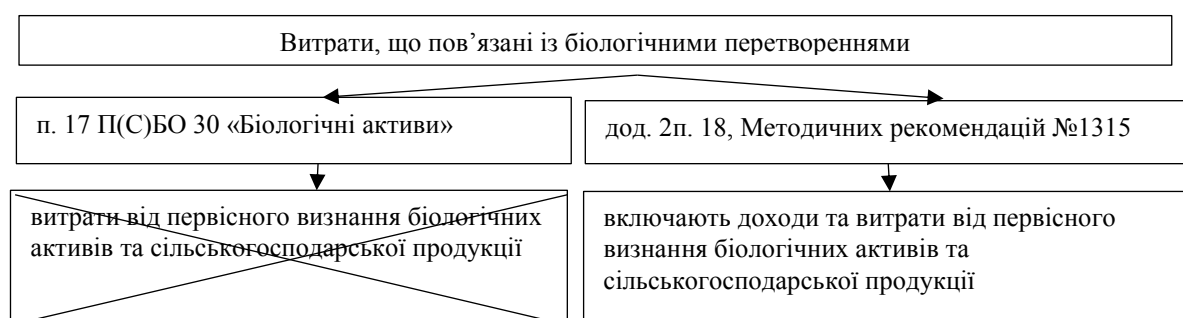 Витрати, що пов’язані із біологічними перетвореннями
п. 17 П(С)БО 30 «Біологічні активи»
дод. 2п. 18, Методичних рекомендацій №1315
витрати від первісного визнання біологічних
активів та сільськогосподарської продукції
включають доходи та витрати від первісного
визнання біологічних активів та
сільськогосподарської продукції